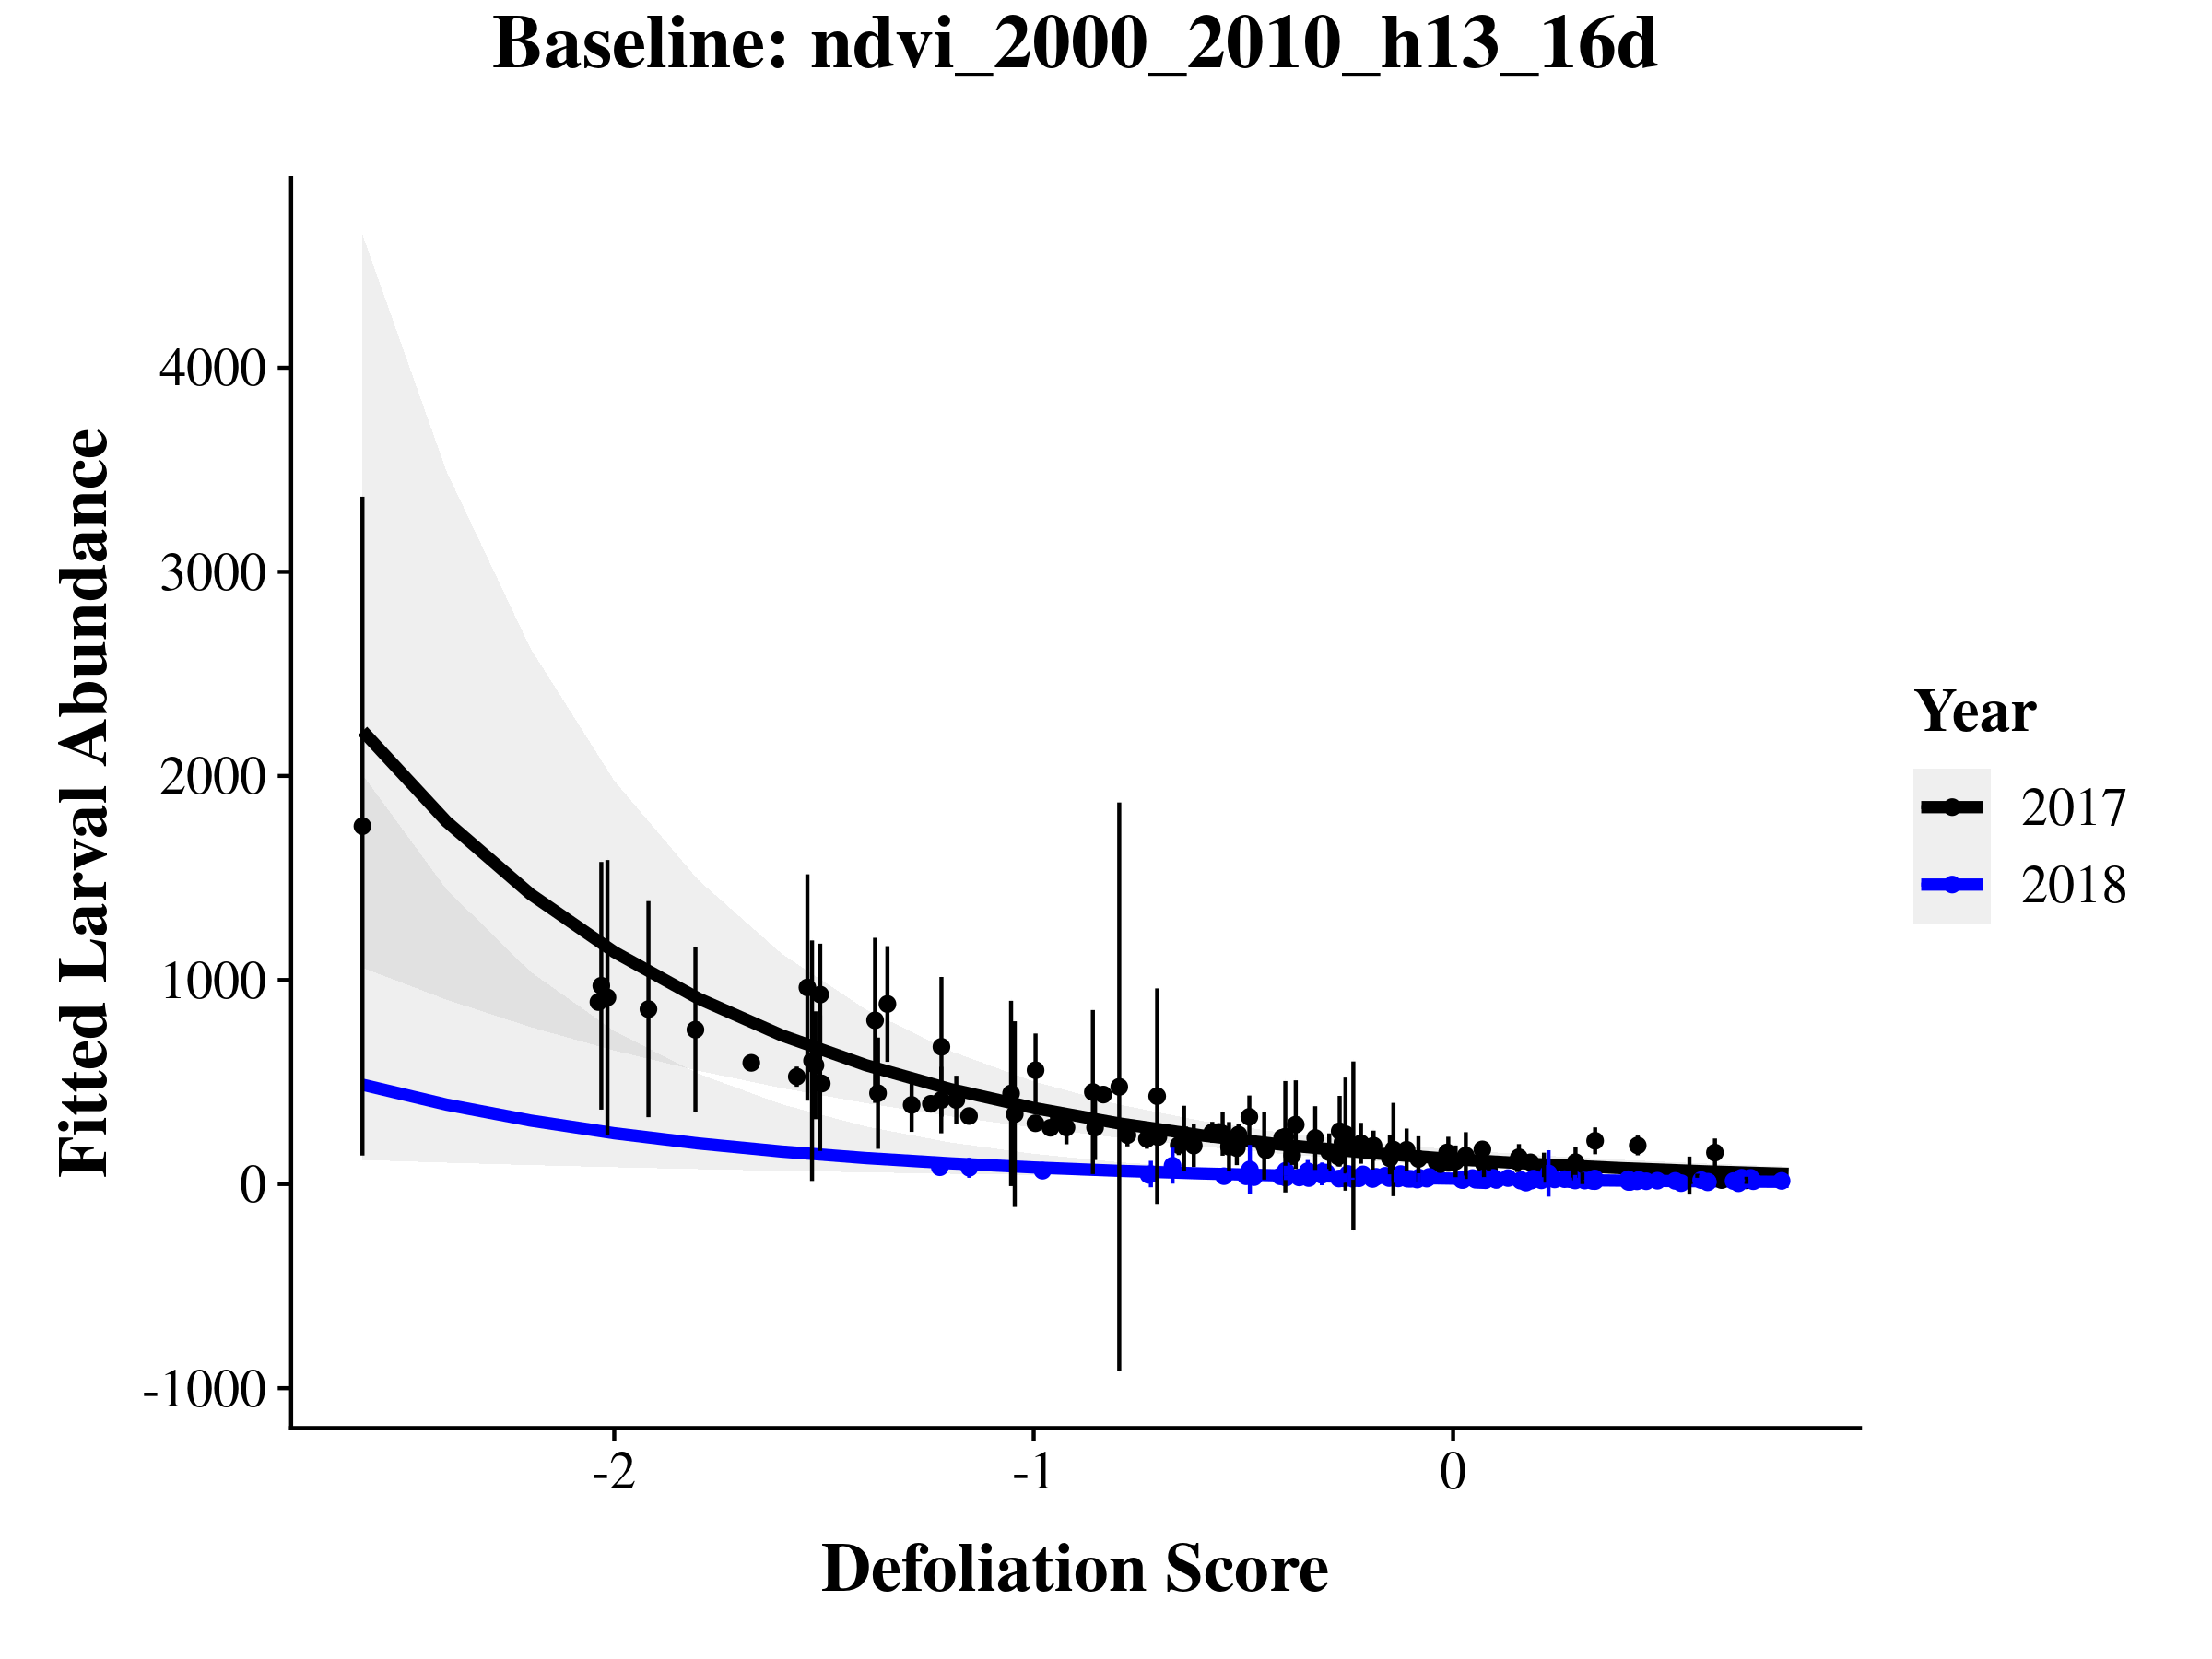 Baseline: ndvi_2000_2010_h13_16d
Fitted Larval Abundance
4000
3000
2000
1000
0
-1000
-2
-1
0
Defoliation Score
Year
2017
2018